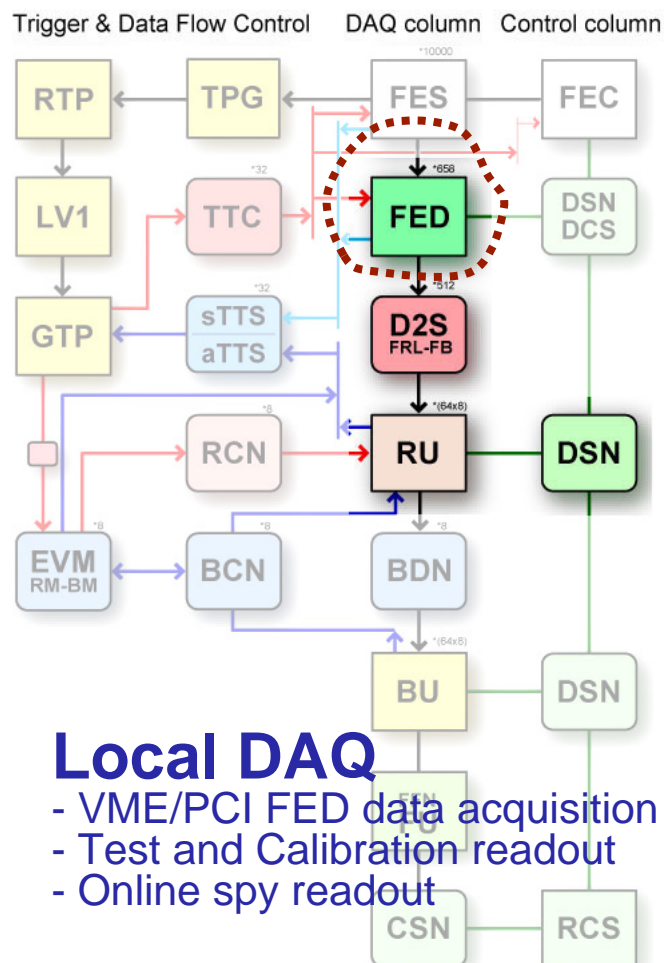 Trigger & Data Flow Control DAQ column Control column
*10000
RTP TPG FES FEC
*32 *658
LV1 TTC FED DSN
DCS
*32 *512
GTP sTTS D2S
aTTS FRL-FB
*8 *(64x8)
RCN RU DSN
*8 *8 *8
EVM BCN BDN
RM-BM
*(64x8)
BU DSN
Local DAQ
- VME/PCI FED data acquisition
- Test and Calibration readout
- Online spy readout
CSN RCS